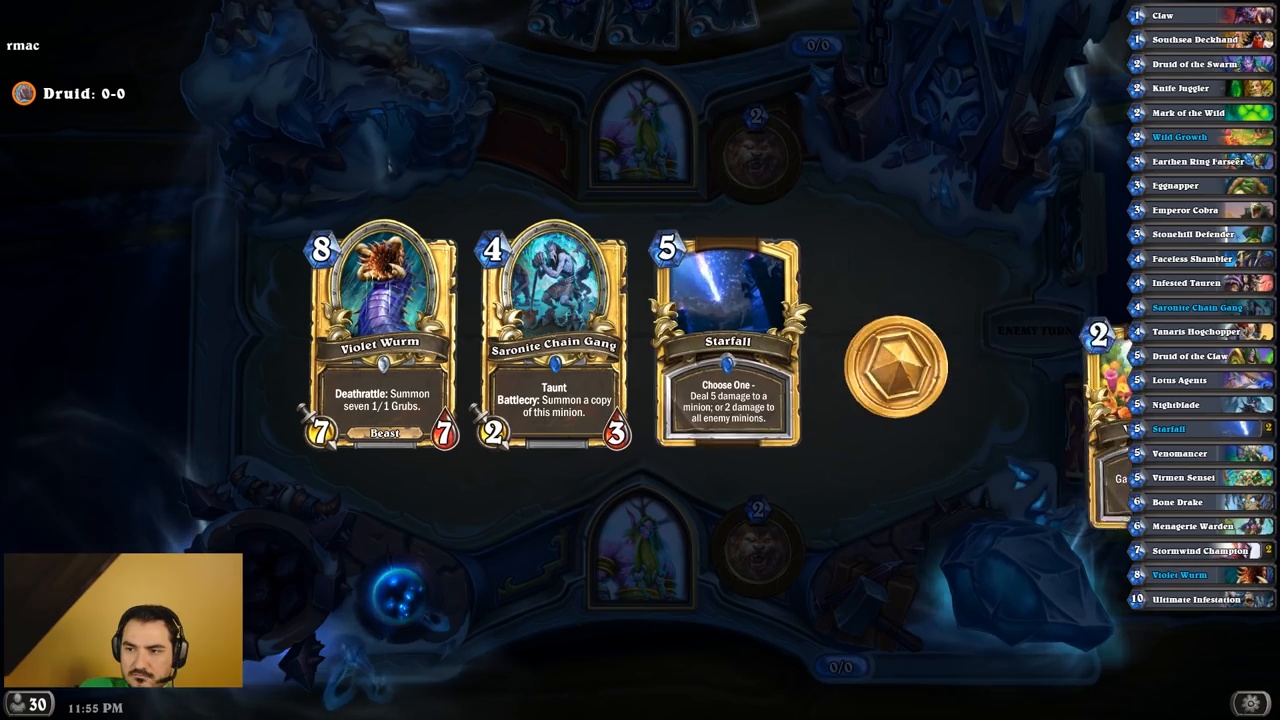 rmac
Druid: 0-0
0/0
2
8
Violet Wurm
Deathrattle: Summon
seven 1/1 Grubs.
7
Beast
7
4
Saronite Chain Gang
Taunt
Battlecry: Summon a copy
of this minion.
2
3
5
Starfall
Choose One -
Deal 5 damage to a
minion; or 2 damage to
all enemy minions.
ENEMY TURN
2
Ga
2
0/0
1 Claw
1 Southsea Deckhand
2 Druid of the Swarm
2 Knife Juggler
2 Mark of the Wild
2 Wild Growth
3 Earthen Ring Farseer
3 Eggnapper
3 Emperor Cobra
3 Stonehill Defender
4 Faceless Shambler
4 Infested Tauren
4 Saronite Chain Gang
4 Tanaris Hogchopper
5 Druid of the Claw
5 Lotus Agents
5 Nightblade
5 Starfall 2
5 Venomancer
5 Virmen Sensei
6 Bone Drake
6 Menagerie Warden
7 Stormwind Champion 2
8 Violet Wurm
10 Ultimate Infestation
30
11:55 PM